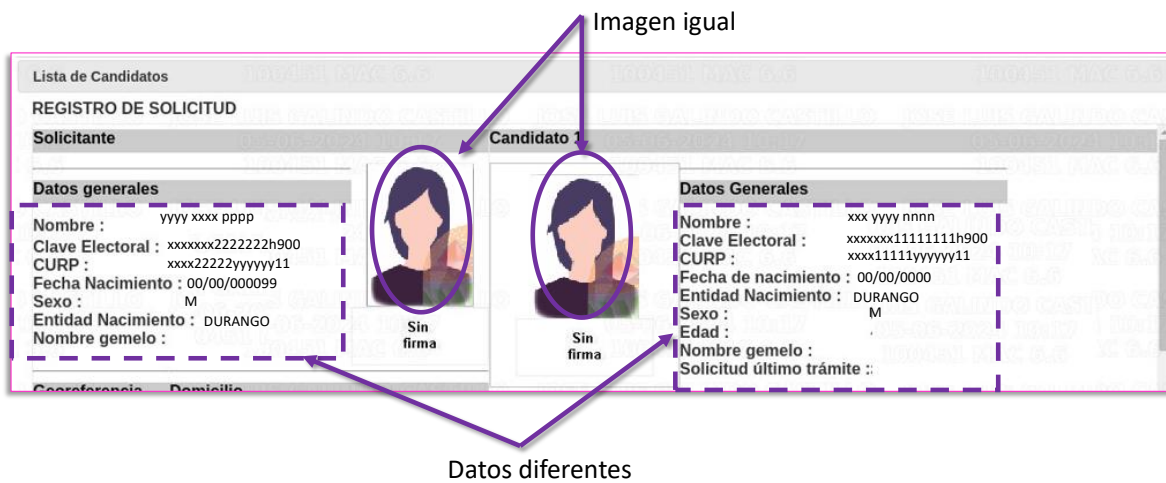 Imagen igual
Lista de Candidatos
REGISTRO DE SOLICITUD
Solicitante
Candidato 1
Datos generales
yyyy xxxx pppp
Nombre :
Clave Electoral : xxxxxxx2222222h900
CURP : xxxx22222yyyyyy11
Fecha Nacimiento : 00/00/000099
Sexo : M
Entidad Nacimiento : DURANGO
Nombre gemelo :
Sin
firma
Sin
firma
Datos Generales
Nombre : xxx yyyy nnnn
Clave Electoral : xxxxxxx11111111h900
CURP : xxxx11111yyyyyy11
Fecha de nacimiento : 00/00/0000
Entidad Nacimiento : DURANGO
Sexo : M
Edad :
Nombre gemelo :
Solicitud último trámite :
Georeferencia Domicilio
Datos diferentes